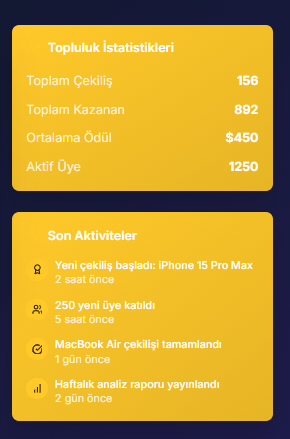 Topluluk İstatistikleri
Toplam Çekiliş 156
Toplam Kazanan 892
Ortalama Ödül $450
Aktif Üye 1250
Son Aktiviteler
Yeni çekiliş başladı: iPhone 15 Pro Max
2 saat önce
250 yeni üye katıldı
5 saat önce
MacBook Air çekilişi tamamlandı
1 gün önce
Haftalık analiz raporu yayınlandı
2 gün önce